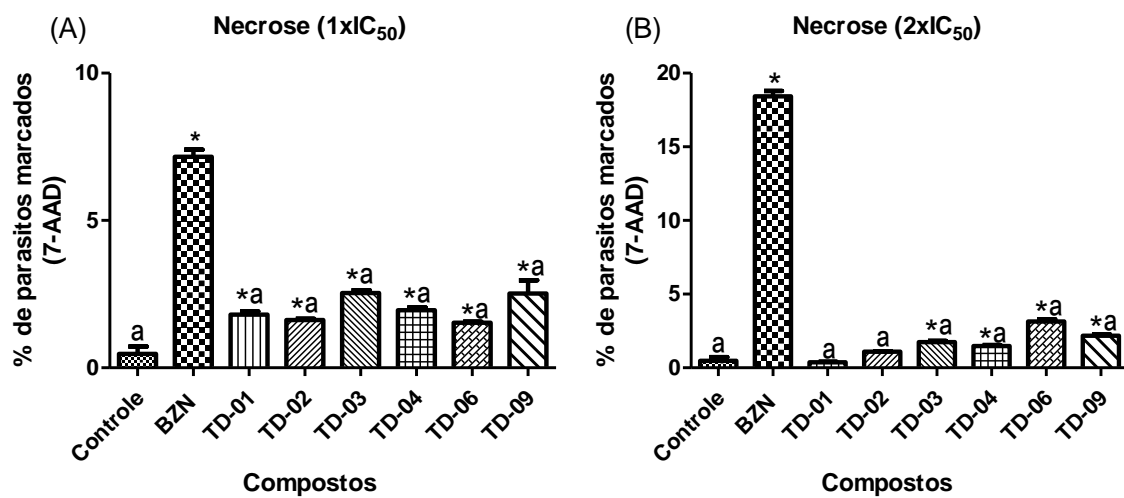 (A)
Necrose (1xIC50)
% de parasitos marcados
(7-AAD)
10
5
0
a
*
*a
*a
*a
*a
*a
*a
Controle
BZN
TD-01
TD-02
TD-03
TD-04
TD-06
TD-09
Compostos
(B)
Necrose (2xIC50)
% de parasitos marcados
(7-AAD)
20
15
10
5
0
a
*
a
a
*a
*a
*a
*a
Controle
BZN
TD-01
TD-02
TD-03
TD-04
TD-06
TD-09
Compostos